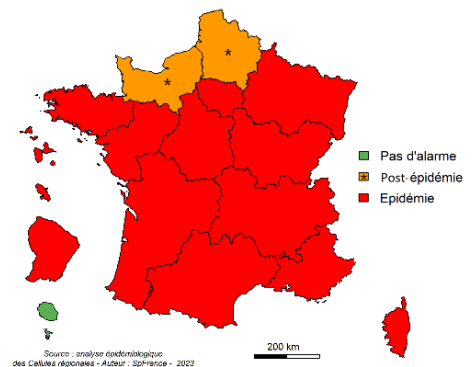 *
*
Pas d'alarme
* Post-épidémie
Epidémie
200 km
Source : analyse épidémiologique
des Cellules régionales - Auteur : SpFrance - 2023